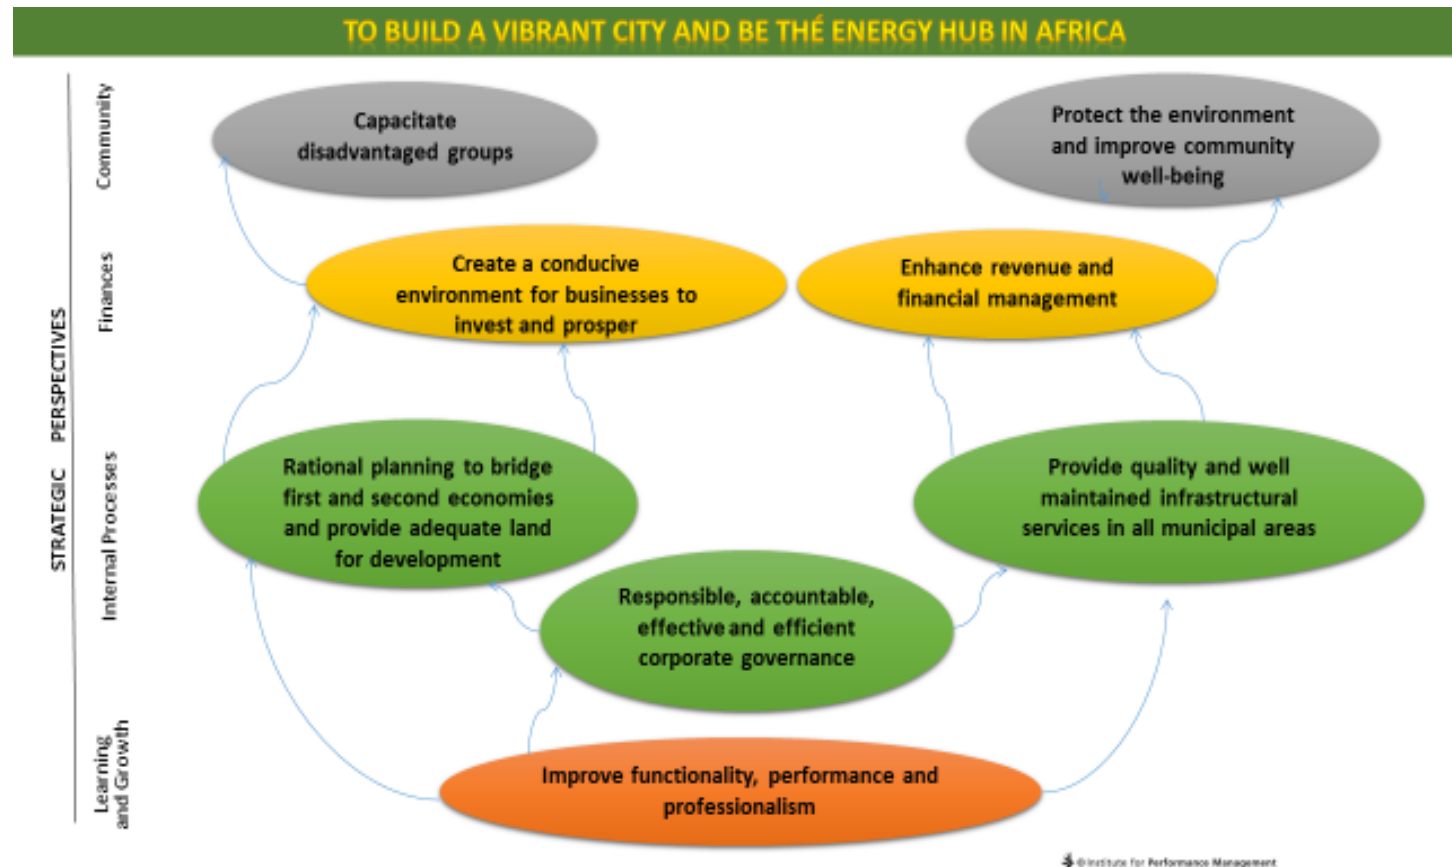 TO BUILD A VIBRANT CITY AND BE THÉ ENERGY HUB IN AFRICA
STRATEGIC PERSPECTIVES
Community
Capacitate
disadvantaged groups
Protect the environment
and improve community
well-being
Finances
Create a conducive
environment for businesses to
invest and prosper
Enhance revenue and
financial management
Internal Processes
Rational planning to bridge
first and second economies
and provide adequate land
for development
Provide quality and well
maintained infrastructural
services in all municipal areas
Responsible, accountable,
effective and efficient
corporate governance
Learning
and Growth
Improve functionality, performance and
professionalism
© Institute for Performance Management